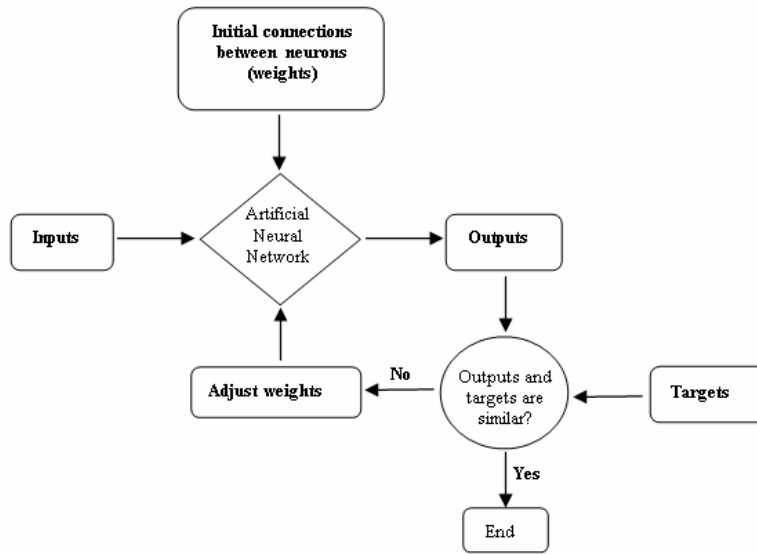 Initial connections
between neurons
(weights)
Inputs
Artificial
Neural
Network
Outputs
Adjust weights
No
Outputs and
targets are
similar?
Targets
Yes
End